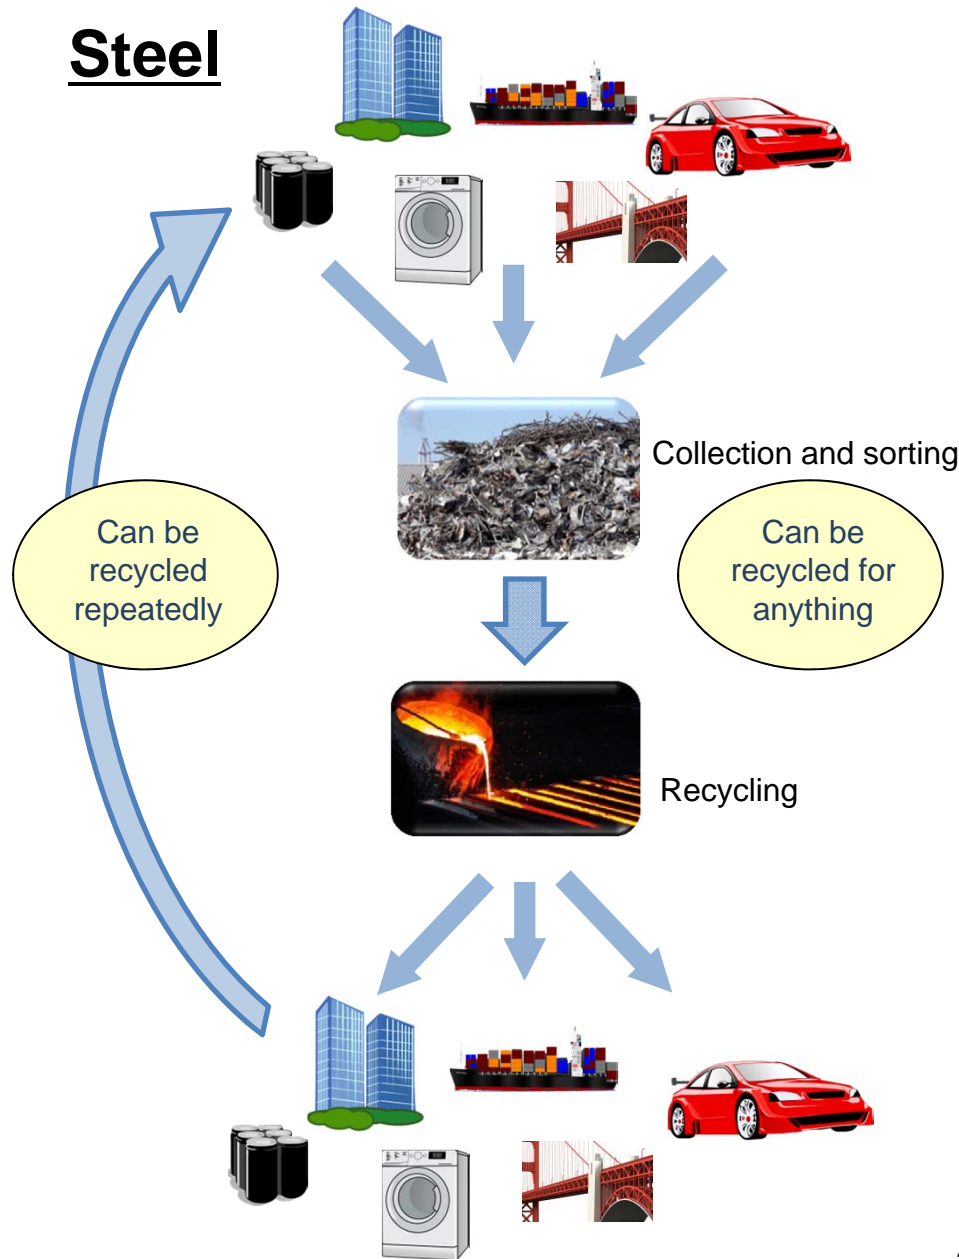 Steel
Collection and sorting
Can be
recycled
repeatedly
Can be
recycled for
anything
Recycling